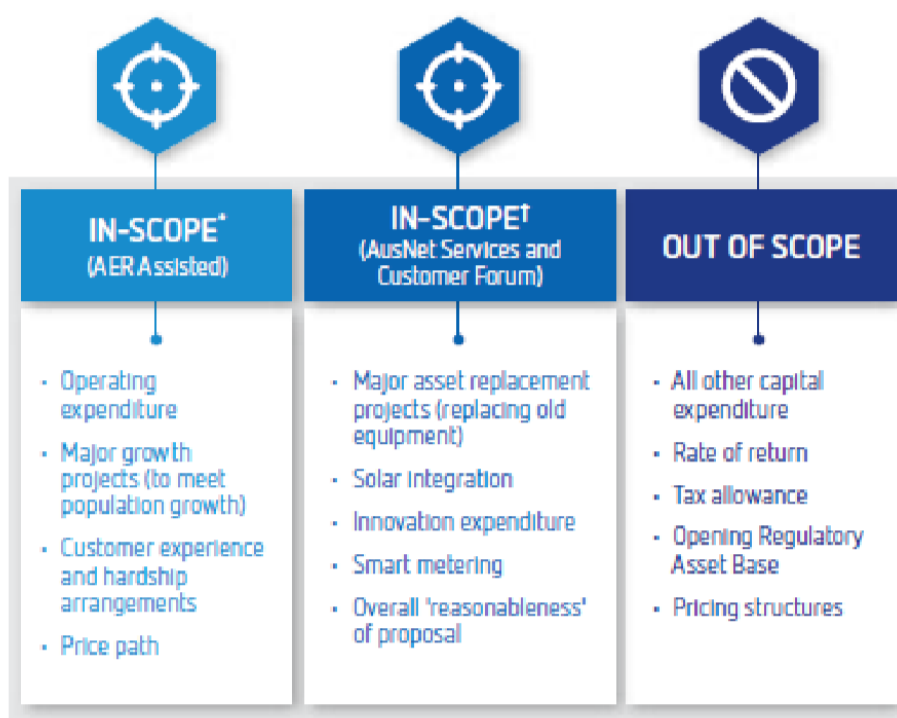 IN-SCOPE*
(AER Assisted)
• Operating
expenditure
• Major growth
projects (to meet
population growth)
• Customer experience
and hardship
arrangements
• Price path
IN-SCOPE†
(AusNet Services and
Customer Forum)
• Major asset replacement
projects (replacing old
equipment)
• Solar integration
• Innovation expenditure
• Smart metering
• Overall 'reasonableness'
of proposal
OUT OF SCOPE
• All other capital
expenditure
• Rate of return
• Tax allowance
• Opening Regulatory
Asset Base
• Pricing structures